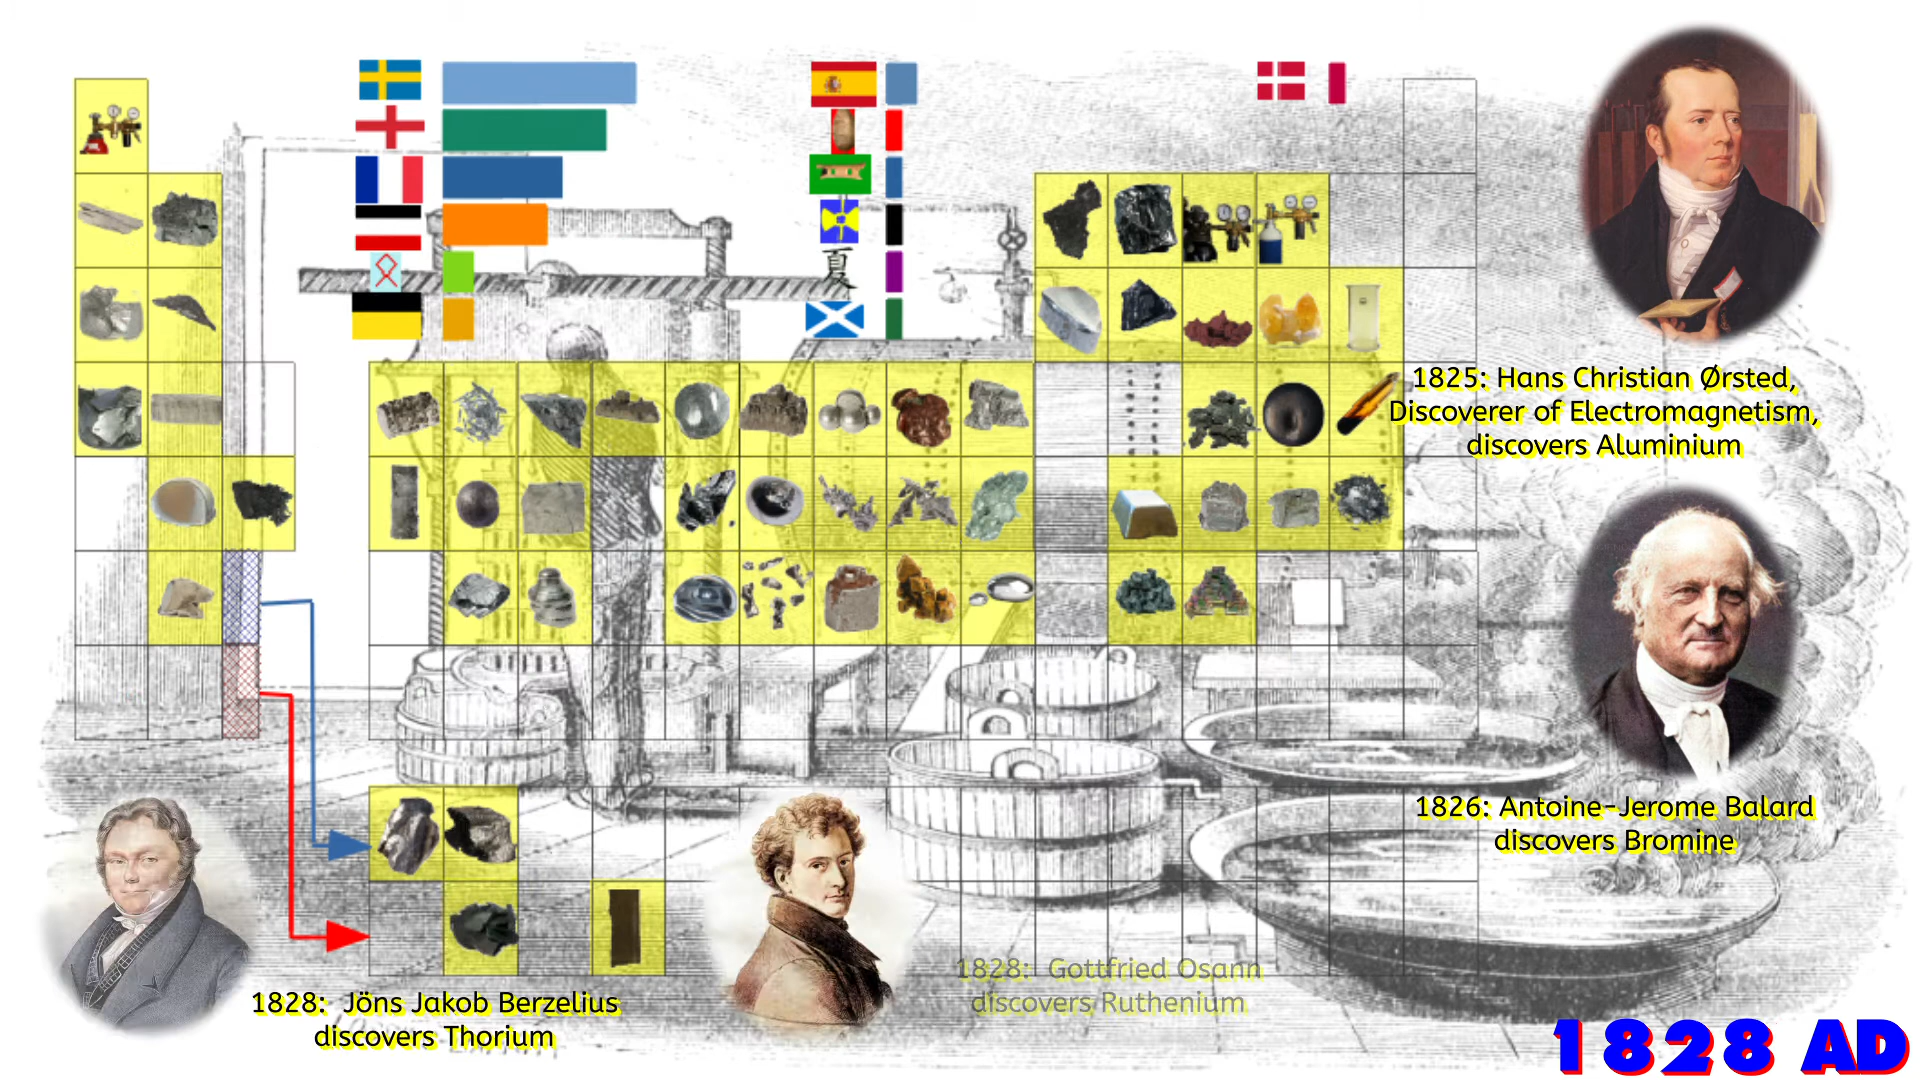 夏
1825: Hans Christian Ørsted,
Discoverer of Electromagnetism,
discovers Aluminium
1826: Antoine-Jerome Balard
discovers Bromine
1828: Gottfried Osann
discovers Ruthenium
1828: Jöns Jakob Berzelius
discovers Thorium
1828 AD